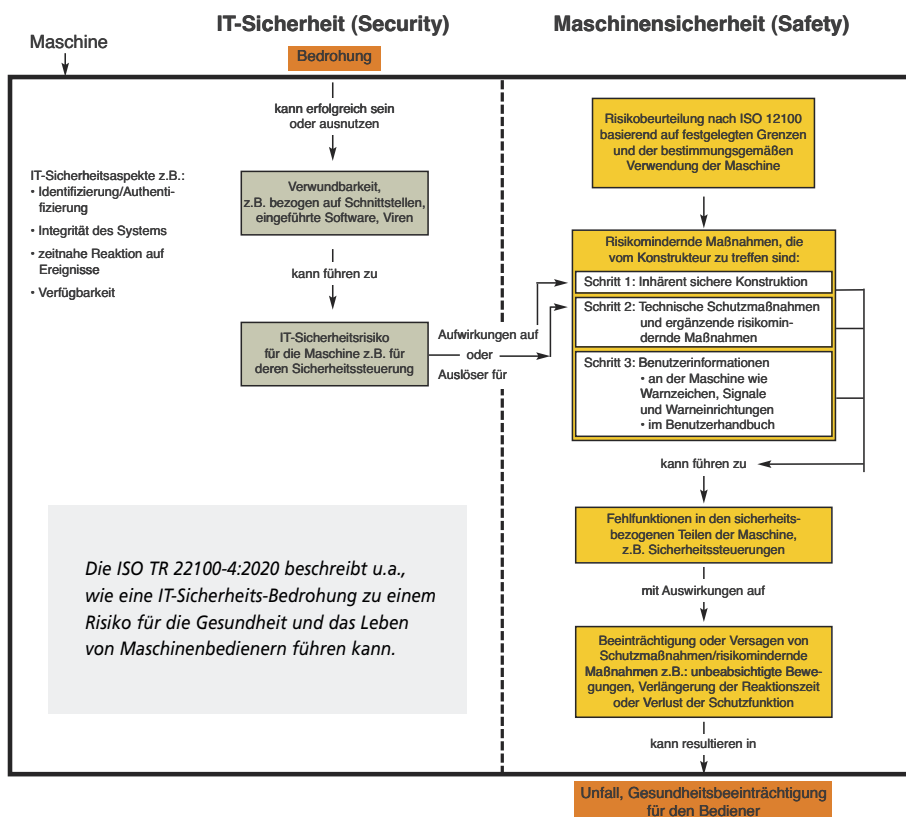 IT-Sicherheit (Security)
Maschinensicherheit (Safety)
Maschine
Bedrohung
kann erfolgreich sein
oder ausnutzen
IT-Sicherheitsaspekte z.B.:
• Identifizierung/Authenti-
fizierung
• Integrität des Systems
• zeitnahe Reaktion auf
Ereignisse
• Verfügbarkeit
Verwundbarkeit,
z.B. bezogen auf Schnittstellen,
eingeführte Software, Viren
kann führen zu
IT-Sicherheitsrisiko
für die Maschine z.B. für
deren Sicherheitssteuerung
Aufwirkungen auf
oder
Auslöser für
Risikobeurteilung nach ISO 12100
basierend auf festgelegten Grenzen
und der bestimmungsgemäßen
Verwendung der Maschine
Risikomindernde Maßnahmen, die
vom Konstrukteur zu treffen sind:
Schritt 1: Inhärent sichere Konstruktion
Schritt 2: Technische Schutzmaßnahmen
und ergänzende risikomin-
dernde Maßnahmen
Schritt 3: Benutzerinformationen
• an der Maschine wie
Warnzeichen, Signale
und Warneinrichtungen
• im Benutzerhandbuch
kann führen zu
Fehlfunktionen in den sicherheits-
bezogenen Teilen der Maschine,
z.B. Sicherheitssteuerungen
mit Auswirkungen auf
Beeinträchtigung oder Versagen von
Schutzmaßnahmen/risikomindernde
Maßnahmen z.B.: unbeabsichtigte Bewe-
gungen, Verlängerung der Reaktionszeit
oder Verlust der Schutzfunktion
kann resultieren in
Unfall, Gesundheitsbeeinträchtigung
für den Bediener
Die ISO TR 22100-4:2020 beschreibt u.a.,
wie eine IT-Sicherheits-Bedrohung zu einem
Risiko für die Gesundheit und das Leben
von Maschinenbedienern führen kann.